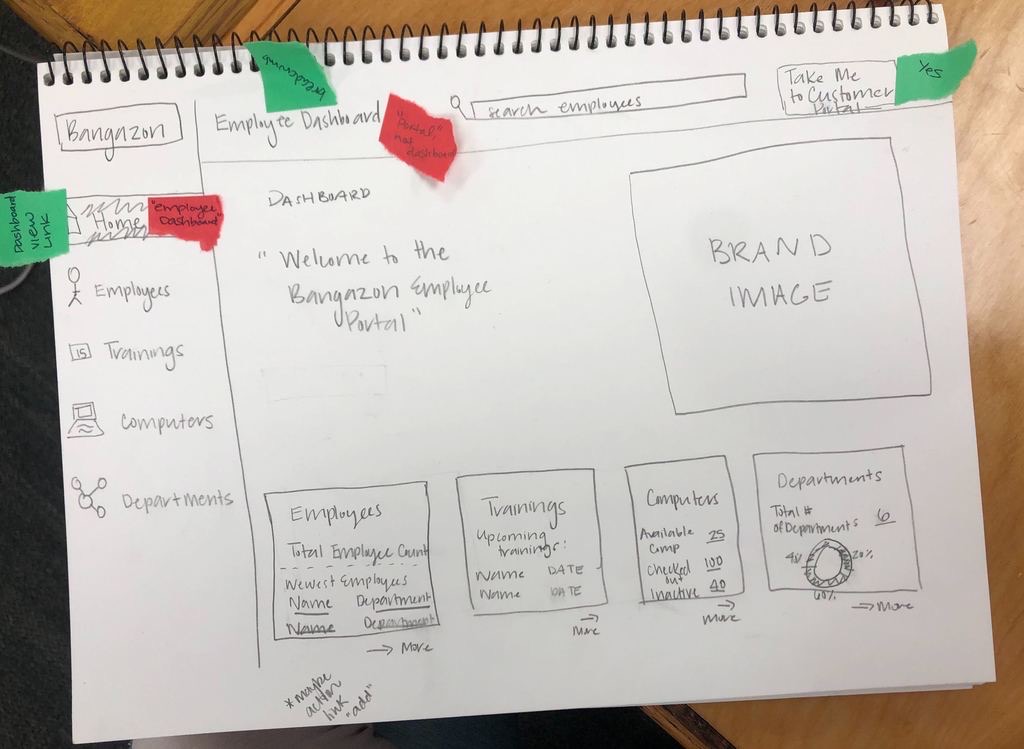 breadcrumb
Yes
Bangazon
Employee Dashboard
"Portal,"
not
dashboard
search employees
Take Me
to Customer
Portal
Dashboard
View
Link
Home
"employee
Dashboard"
Employees
15
Trainings
Computers
Departments
DASHBOARD
"Welcome to the
Bangazon Employee
Portal"
BRAND
IMAGE
Employees
Total Employee Count
Newest Employees
Name Department
Name Department
→ More
Trainings
Upcoming
trainings:
Name DATE
Name DATE
→
More
Computers
Available 25
Comp
Checked 100
out
Inactive 40
→
More
Departments
Total #
of Departments 6
20%
60%
→ More
*maybe
action
link
"add"